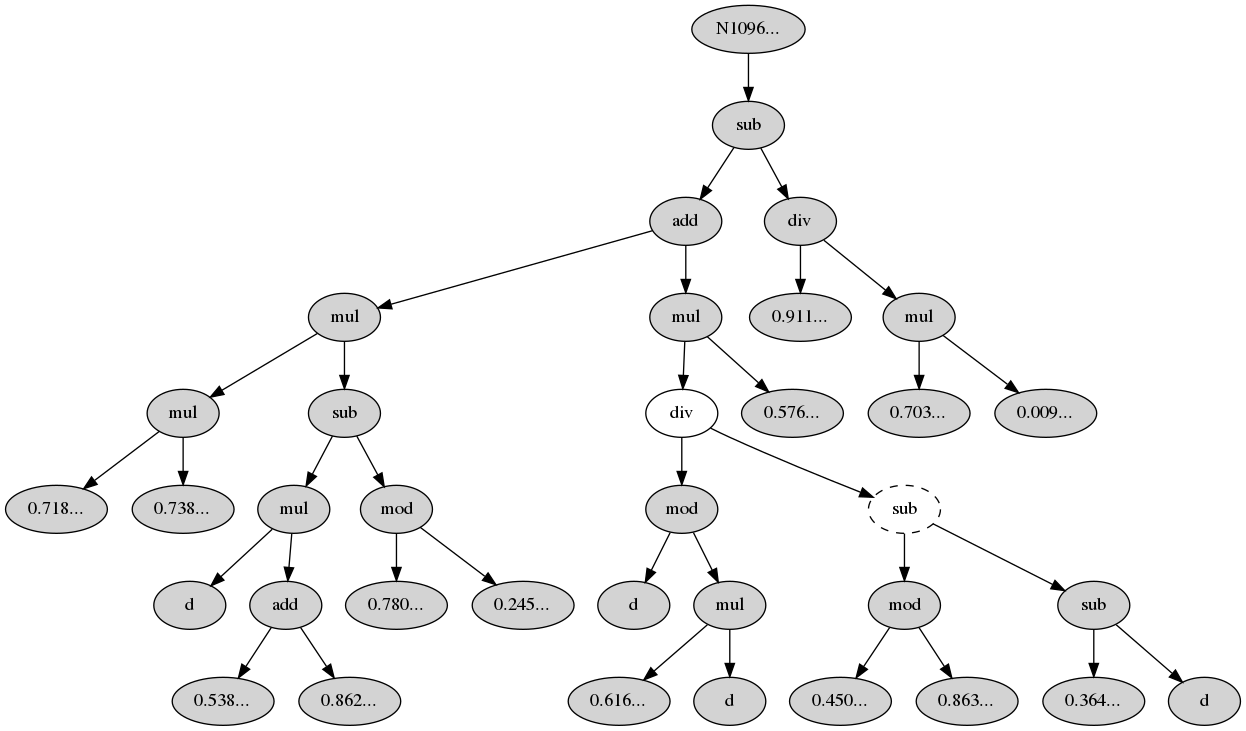 N1096...
sub
add div
mul mul 0.911... mul
mul sub div 0.576... 0.703... 0.009...
0.718... 0.738... mul mod mod sub
d add 0.780... 0.245... d mul mod sub
0.538... 0.862... 0.616... d 0.450... 0.863... 0.364... d